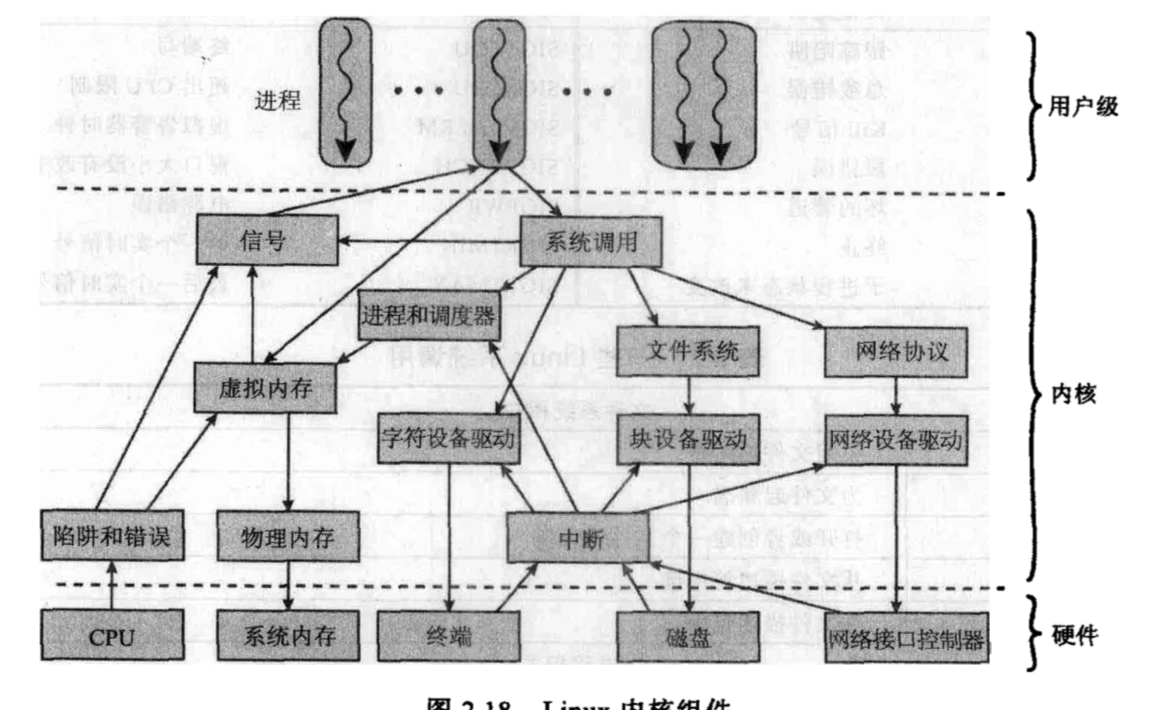 进程
用户级
信号
系统调用
进程和调度器
文件系统
网络协议
内核
虚拟内存
字符设备驱动
块设备驱动
网络设备驱动
陷阱和错误
物理内存
中断
CPU
系统内存
终端
磁盘
网络接口控制器
硬件
图 2.18 Linux 内核组件